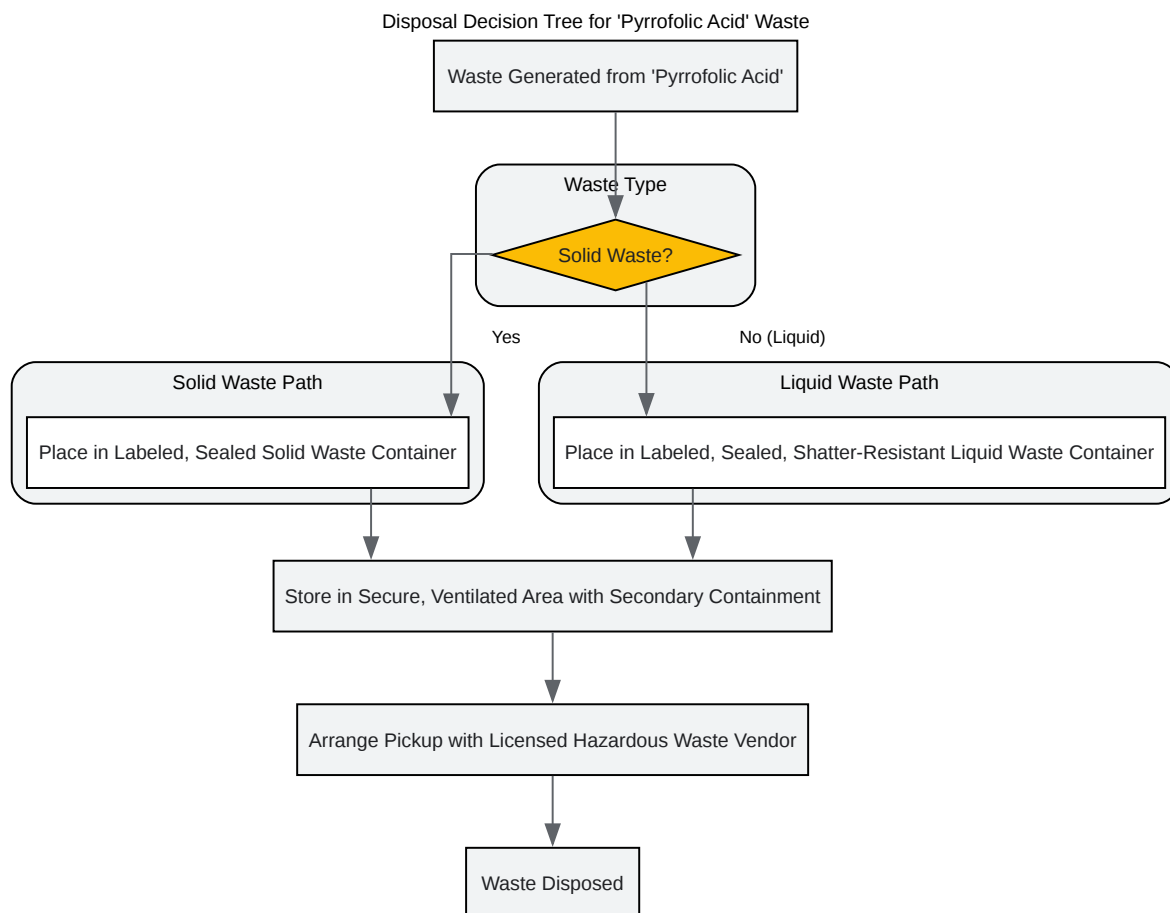 Disposal Decision Tree for 'Pyrrofolic Acid' Waste
Waste Generated from 'Pyrrofolic Acid'
Waste Type
Solid Waste?
Yes
No (Liquid)
Solid Waste Path
Liquid Waste Path
Place in Labeled, Sealed Solid Waste Container
Place in Labeled, Sealed, Shatter-Resistant Liquid Waste Container
Store in Secure, Ventilated Area with Secondary Containment
Arrange Pickup with Licensed Hazardous Waste Vendor
Waste Disposed